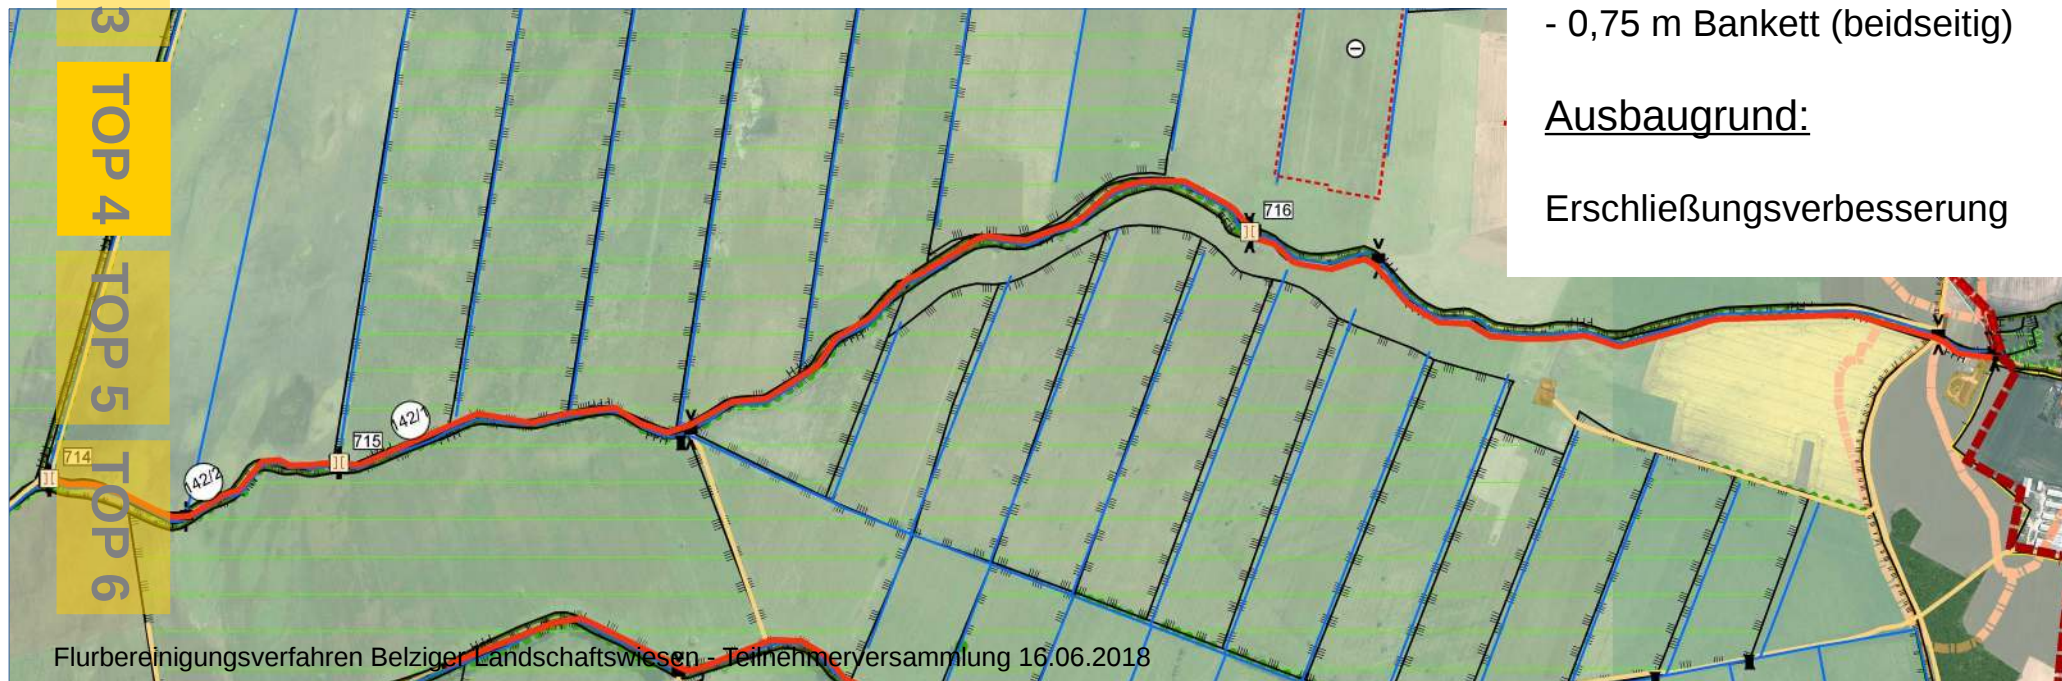 - 0,75 m Bankett (beidseitig)
Ausbaugrund:
Erschließungsverbesserung
3
TOP 4
TOP 5
TOP 6
716
142/1
715
714
142/2
Flurbereinigungsverfahren Belziger Landschaftswiesen - Teilnehmerversammlung 16.06.2018